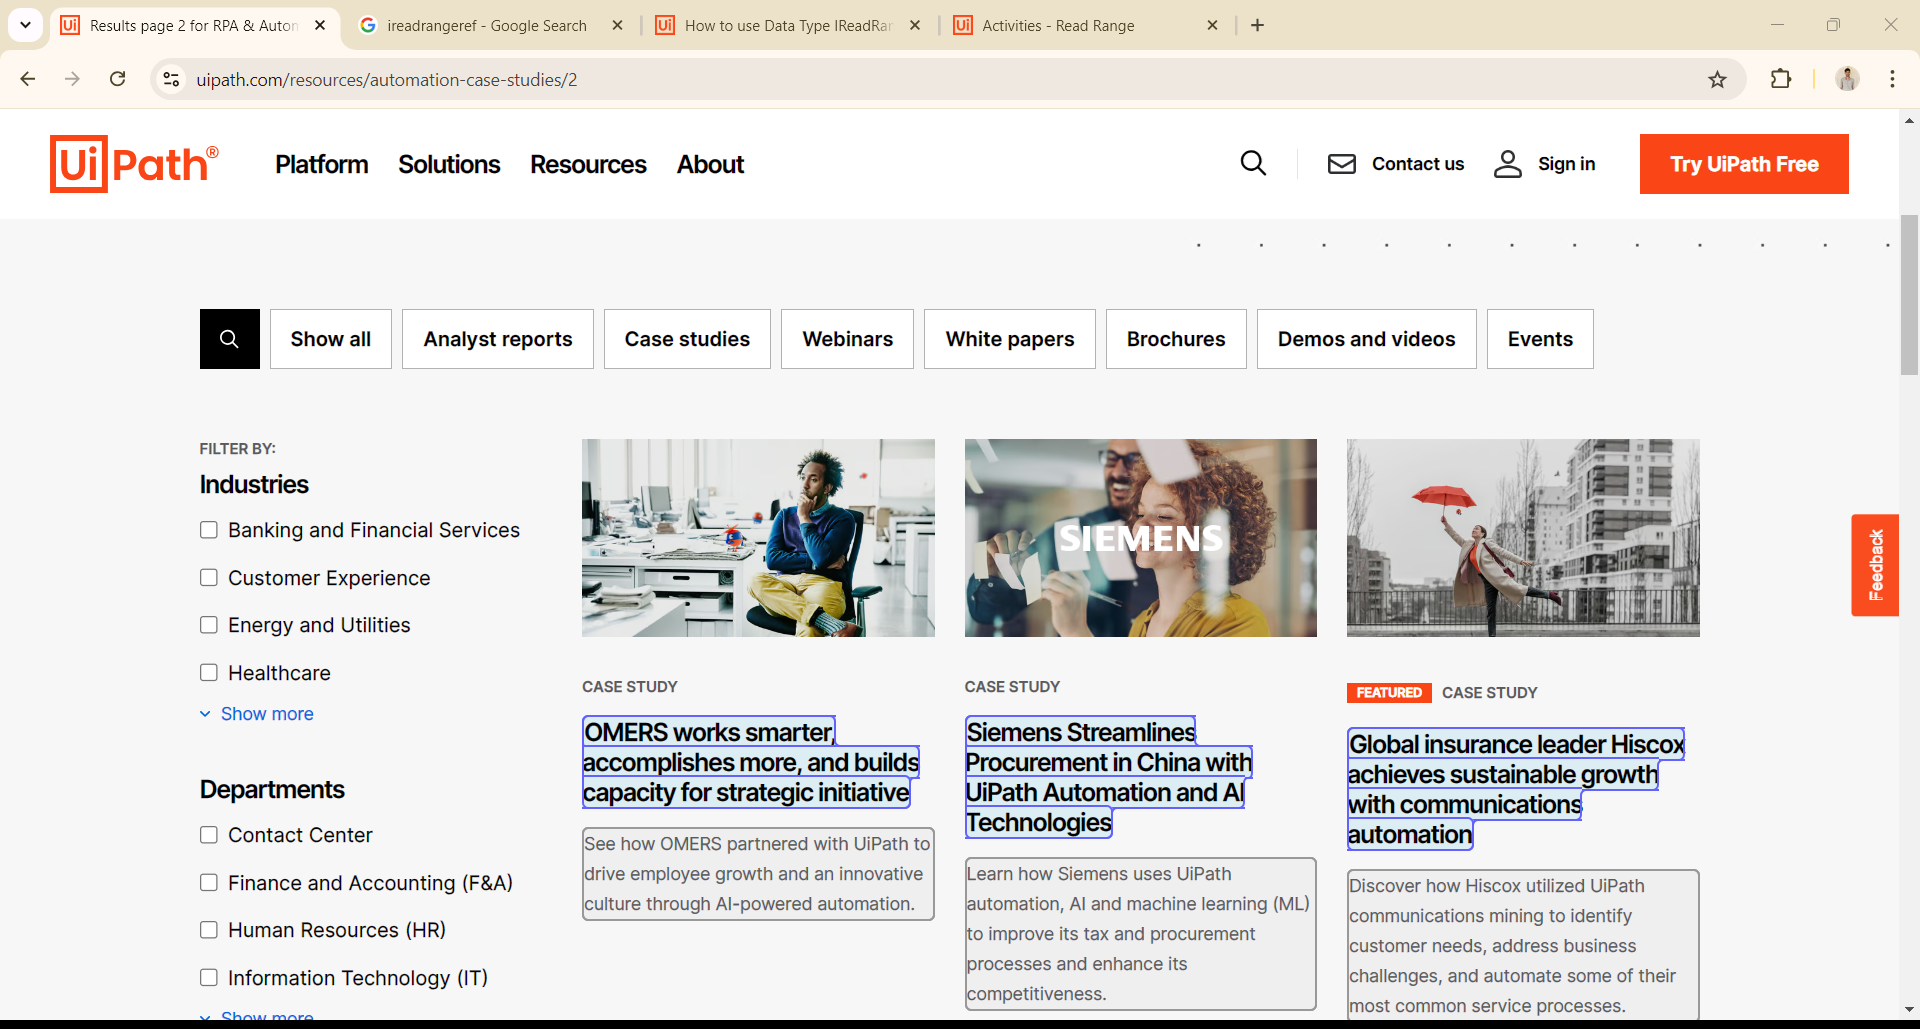 Results page 2 for RPA & Auton
ireadrangeref - Google Search
How to use Data Type IReadRar
Activities - Read Range
uipath.com/resources/automation-case-studies/2
UiPath®
Platform
Solutions
Resources
About
Contact us
Sign in
Try UiPath Free
Show all
Analyst reports
Case studies
Webinars
White papers
Brochures
Demos and videos
Events
FILTER BY:
Industries
Banking and Financial Services
Customer Experience
Energy and Utilities
Healthcare
Show more
Departments
Contact Center
Finance and Accounting (F&A)
Human Resources (HR)
Information Technology (IT)
Show more
CASE STUDY
OMERS works smarter,
accomplishes more, and builds
capacity for strategic initiative
See how OMERS partnered with UiPath to
drive employee growth and an innovative
culture through AI-powered automation.
SIEMENS
CASE STUDY
Siemens Streamlines
Procurement in China with
UiPath Automation and AI
Technologies
Learn how Siemens uses UiPath
automation, AI and machine learning (ML)
to improve its tax and procurement
processes and enhance its
competitiveness.
FEATURED CASE STUDY
Global insurance leader Hiscox
achieves sustainable growth
with communications
automation
Discover how Hiscox utilized UiPath
communications mining to identify
customer needs, address business
challenges, and automate some of their
most common service processes.
Feedback